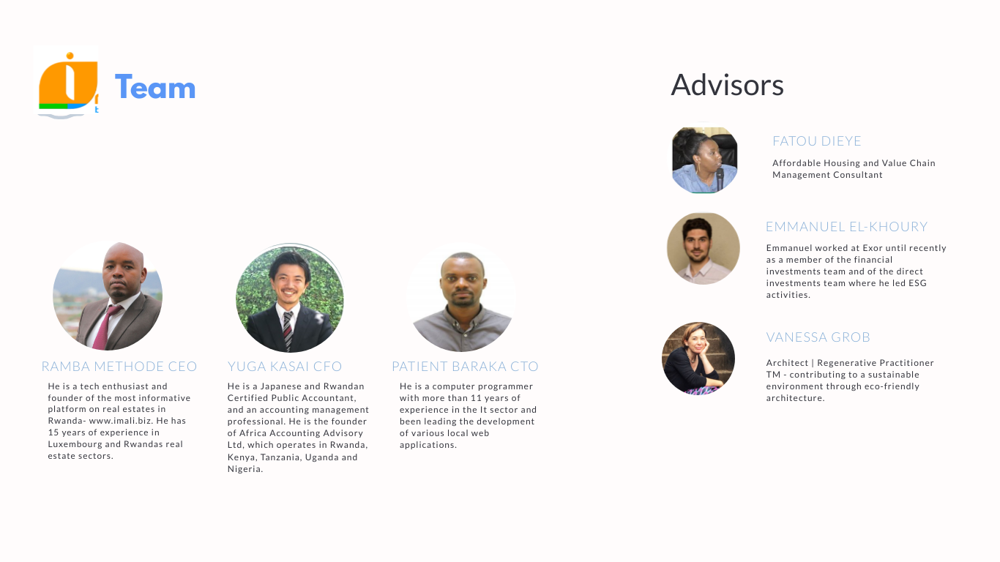 Team
RAMBA METHODE CEO
He is a tech enthusiast and
founder of the most informative
platform on real estates in
Rwanda- www.imali.biz. He has
15 years of experience in
Luxembourg and Rwandas real
estate sectors.
YUGA KASAI CFO
He is a Japanese and Rwandan
Certified Public Accountant,
and an accounting management
professional. He is the founder
of Africa Accounting Advisory
Ltd, which operates in Rwanda,
Kenya, Tanzania, Uganda and
Nigeria.
PATIENT BARAKA CTO
He is a computer programmer
with more than 11 years of
experience in the It sector and
been leading the development
of various local web
applications.
Advisors
FATOU DIEYE
Affordable Housing and Value Chain
Management Consultant
EMMANUEL EL-KHOURY
Emmanuel worked at Exor until recently
as a member of the financial
investments team and of the direct
investments team where he led ESG
activities.
VANESSA GROB
Architect | Regenerative Practitioner
TM - contributing to a sustainable
environment through eco-friendly
architecture.